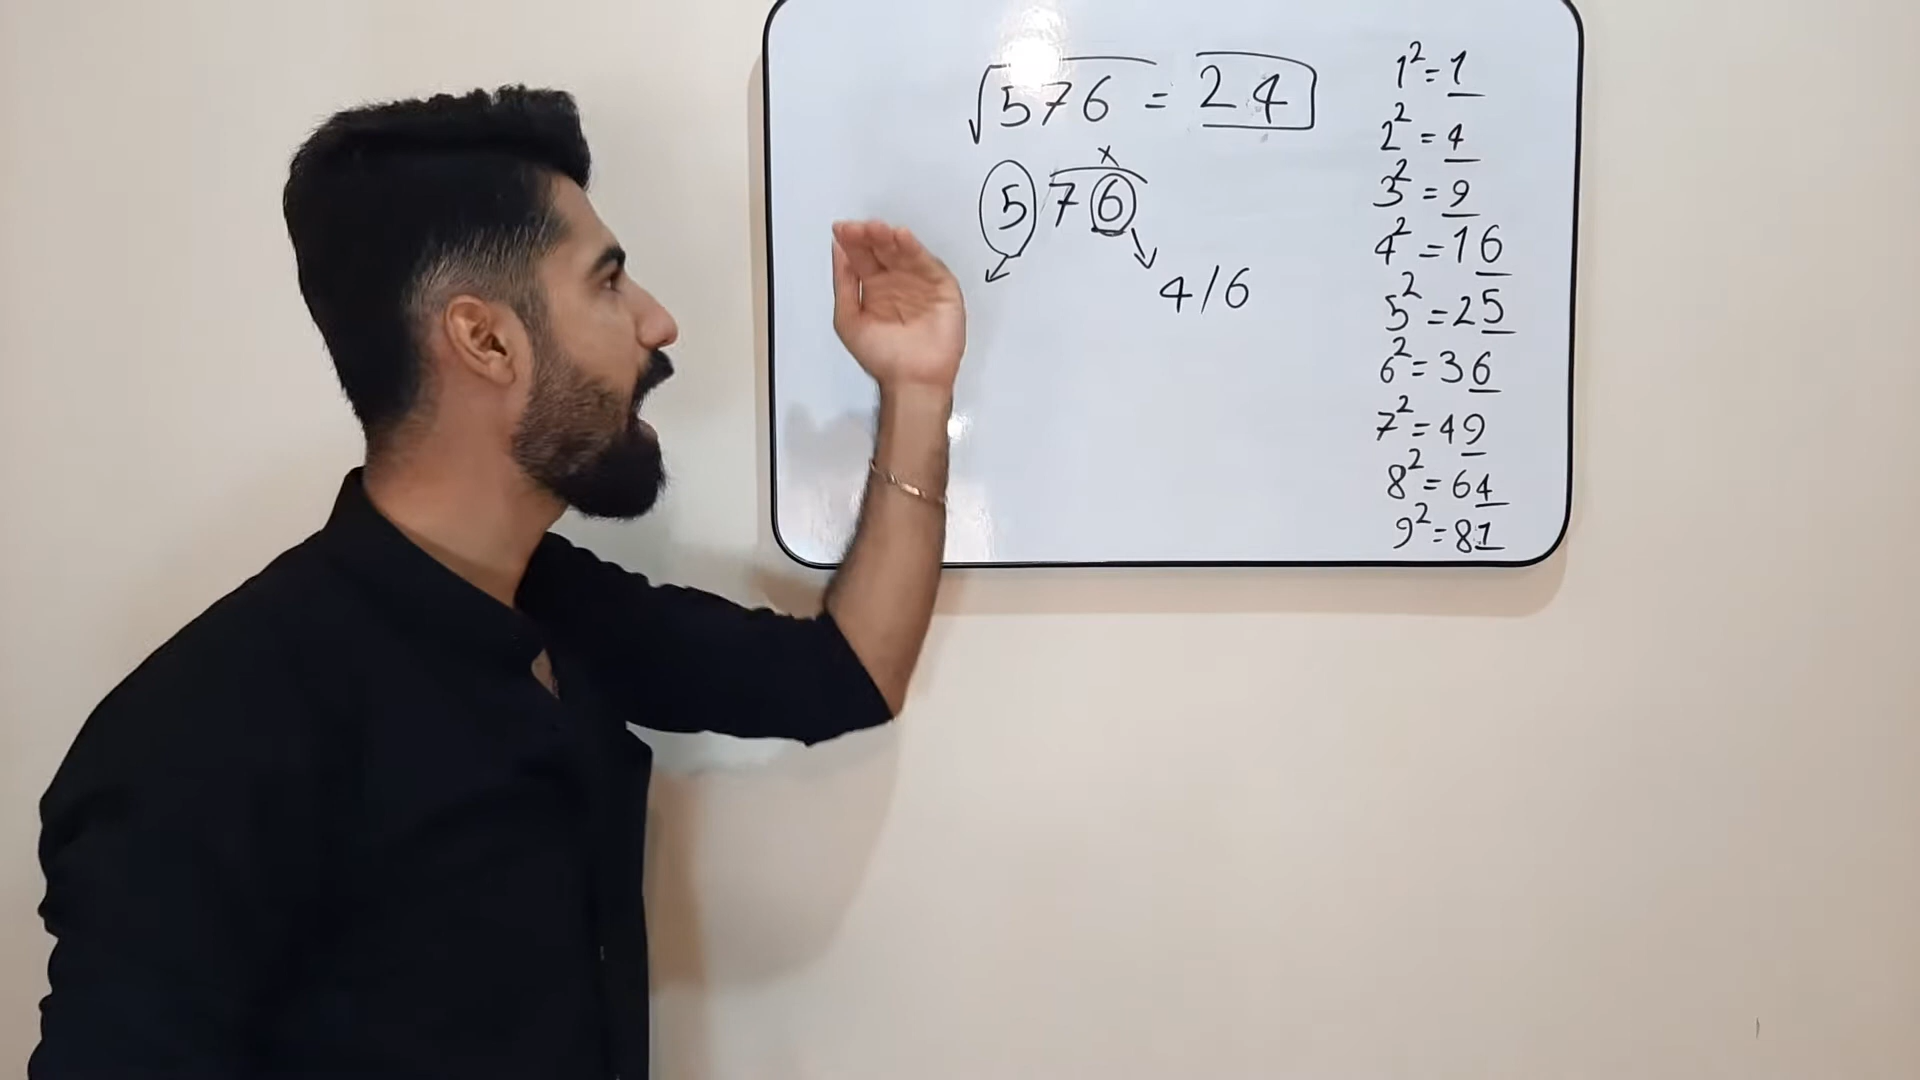 √576 = 24
x
576
4/6
1² = 1
2² = 4
3² = 9
4² = 16
5² = 25
6² = 36
7² = 49
8² = 64
9² = 81